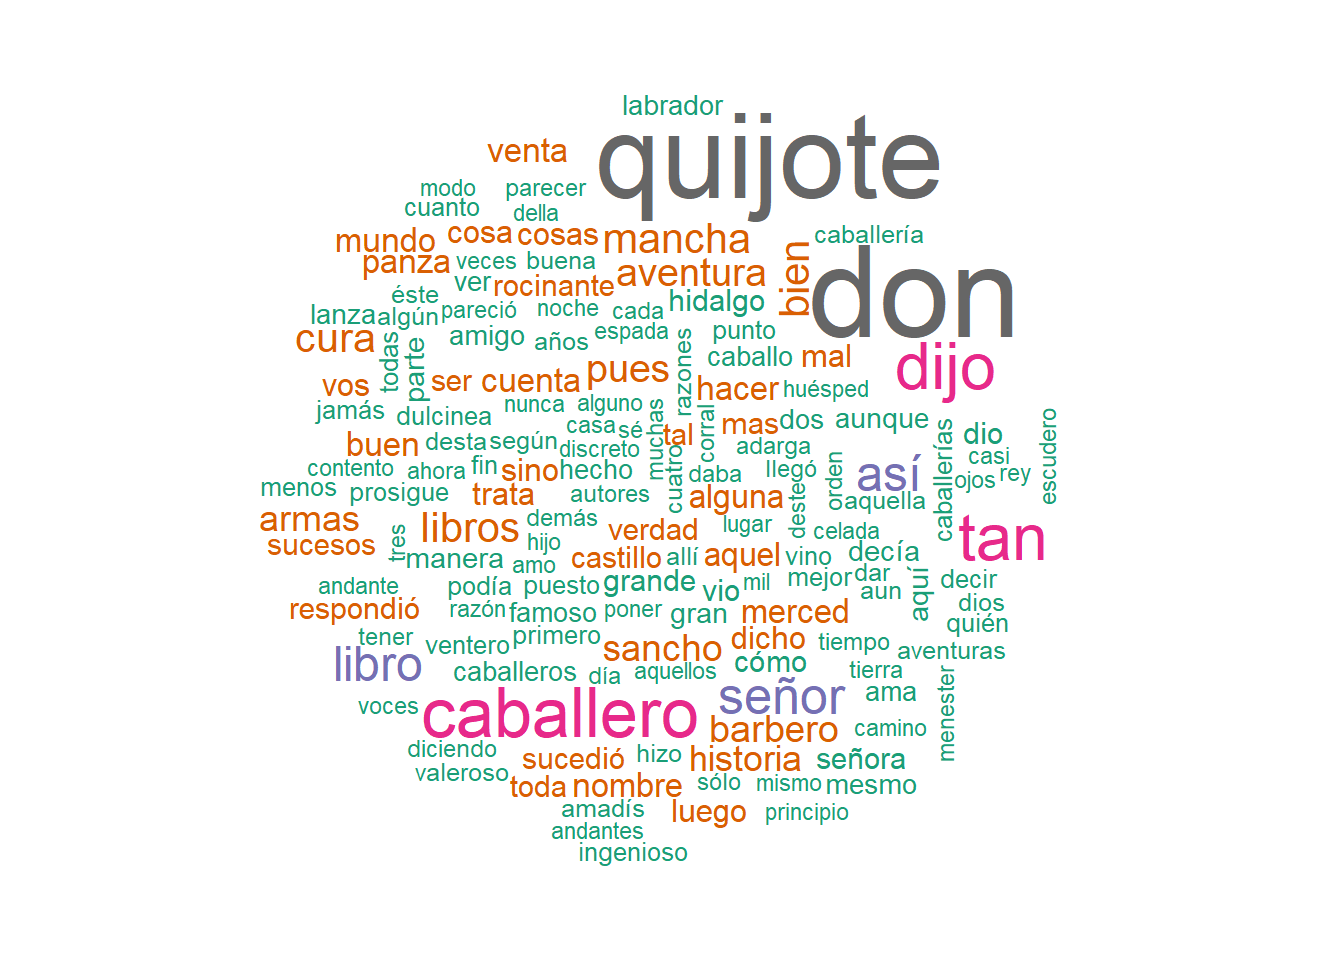 labrador
quijote
venta
modo parecer
cuanto della
mundo cosa cosas mancha bien caballería
panza veces buena aventura don
ver rocinante hidalgo
éste
lanza algún pareció noche cada
cura todas parte amigo años espada razones punto dijo
caballo mal
vos ser cuenta pues hacer huésped
jamás dulcinea nunca alguno muchas
casa sé tal corral mas dos aunque
buen desta según discreto adarga caballerías dio escudero
contento ahora fin sino hecho cuatro daba llegó orden así casi
menos prosigue trata autores alguna deste aquella ojos rey
armas tres libros demás verdad lugar celada tan
sucesos manera hijo castillo allí aquel vino decía
amo
andante podía puesto grande vio mil mejor dar aquí decir
aun
respondió razón famoso poner gran merced dios
quién
tener ventero primero sancho dicho tiempo aventuras
libro caballeros día aquellos cómo tierra menester
voces caballero señor ama
barbero camino
diciendo sucedió hizo historia señora
valeroso toda nombre sólo mismo mesmo
amadís luego principio
andantes
ingenioso